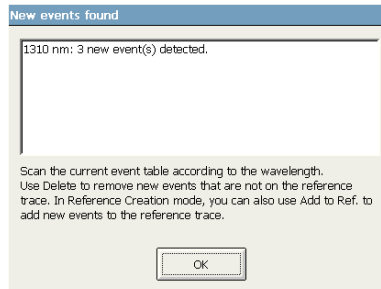 New events found
1310 nm: 3 new event(s) detected.
Scan the current event table according to the wavelength.
Use Delete to remove new events that are not on the reference
trace. In Reference Creation mode, you can also use Add to Ref. to
add new events to the reference trace.
OK